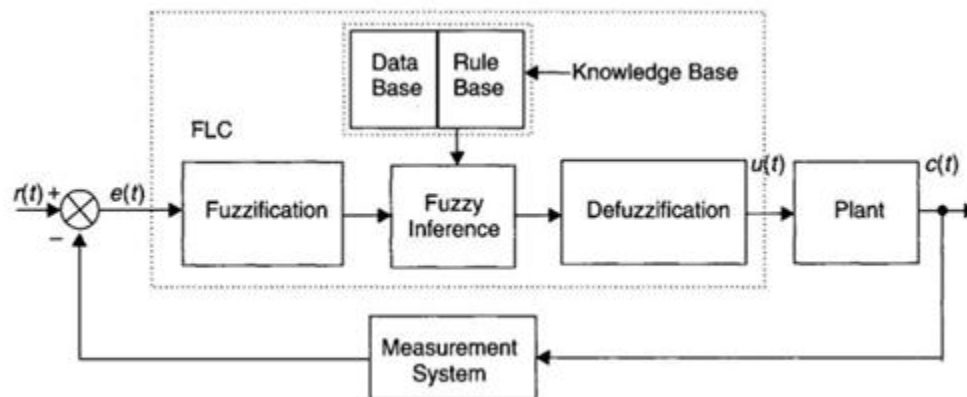 Data
Base
Rule
Base
Knowledge Base
FLC
r(t) +
e(t)
−
Fuzzification
Fuzzy
Inference
Defuzzification
u(t)
Plant
c(t)
Measurement
System